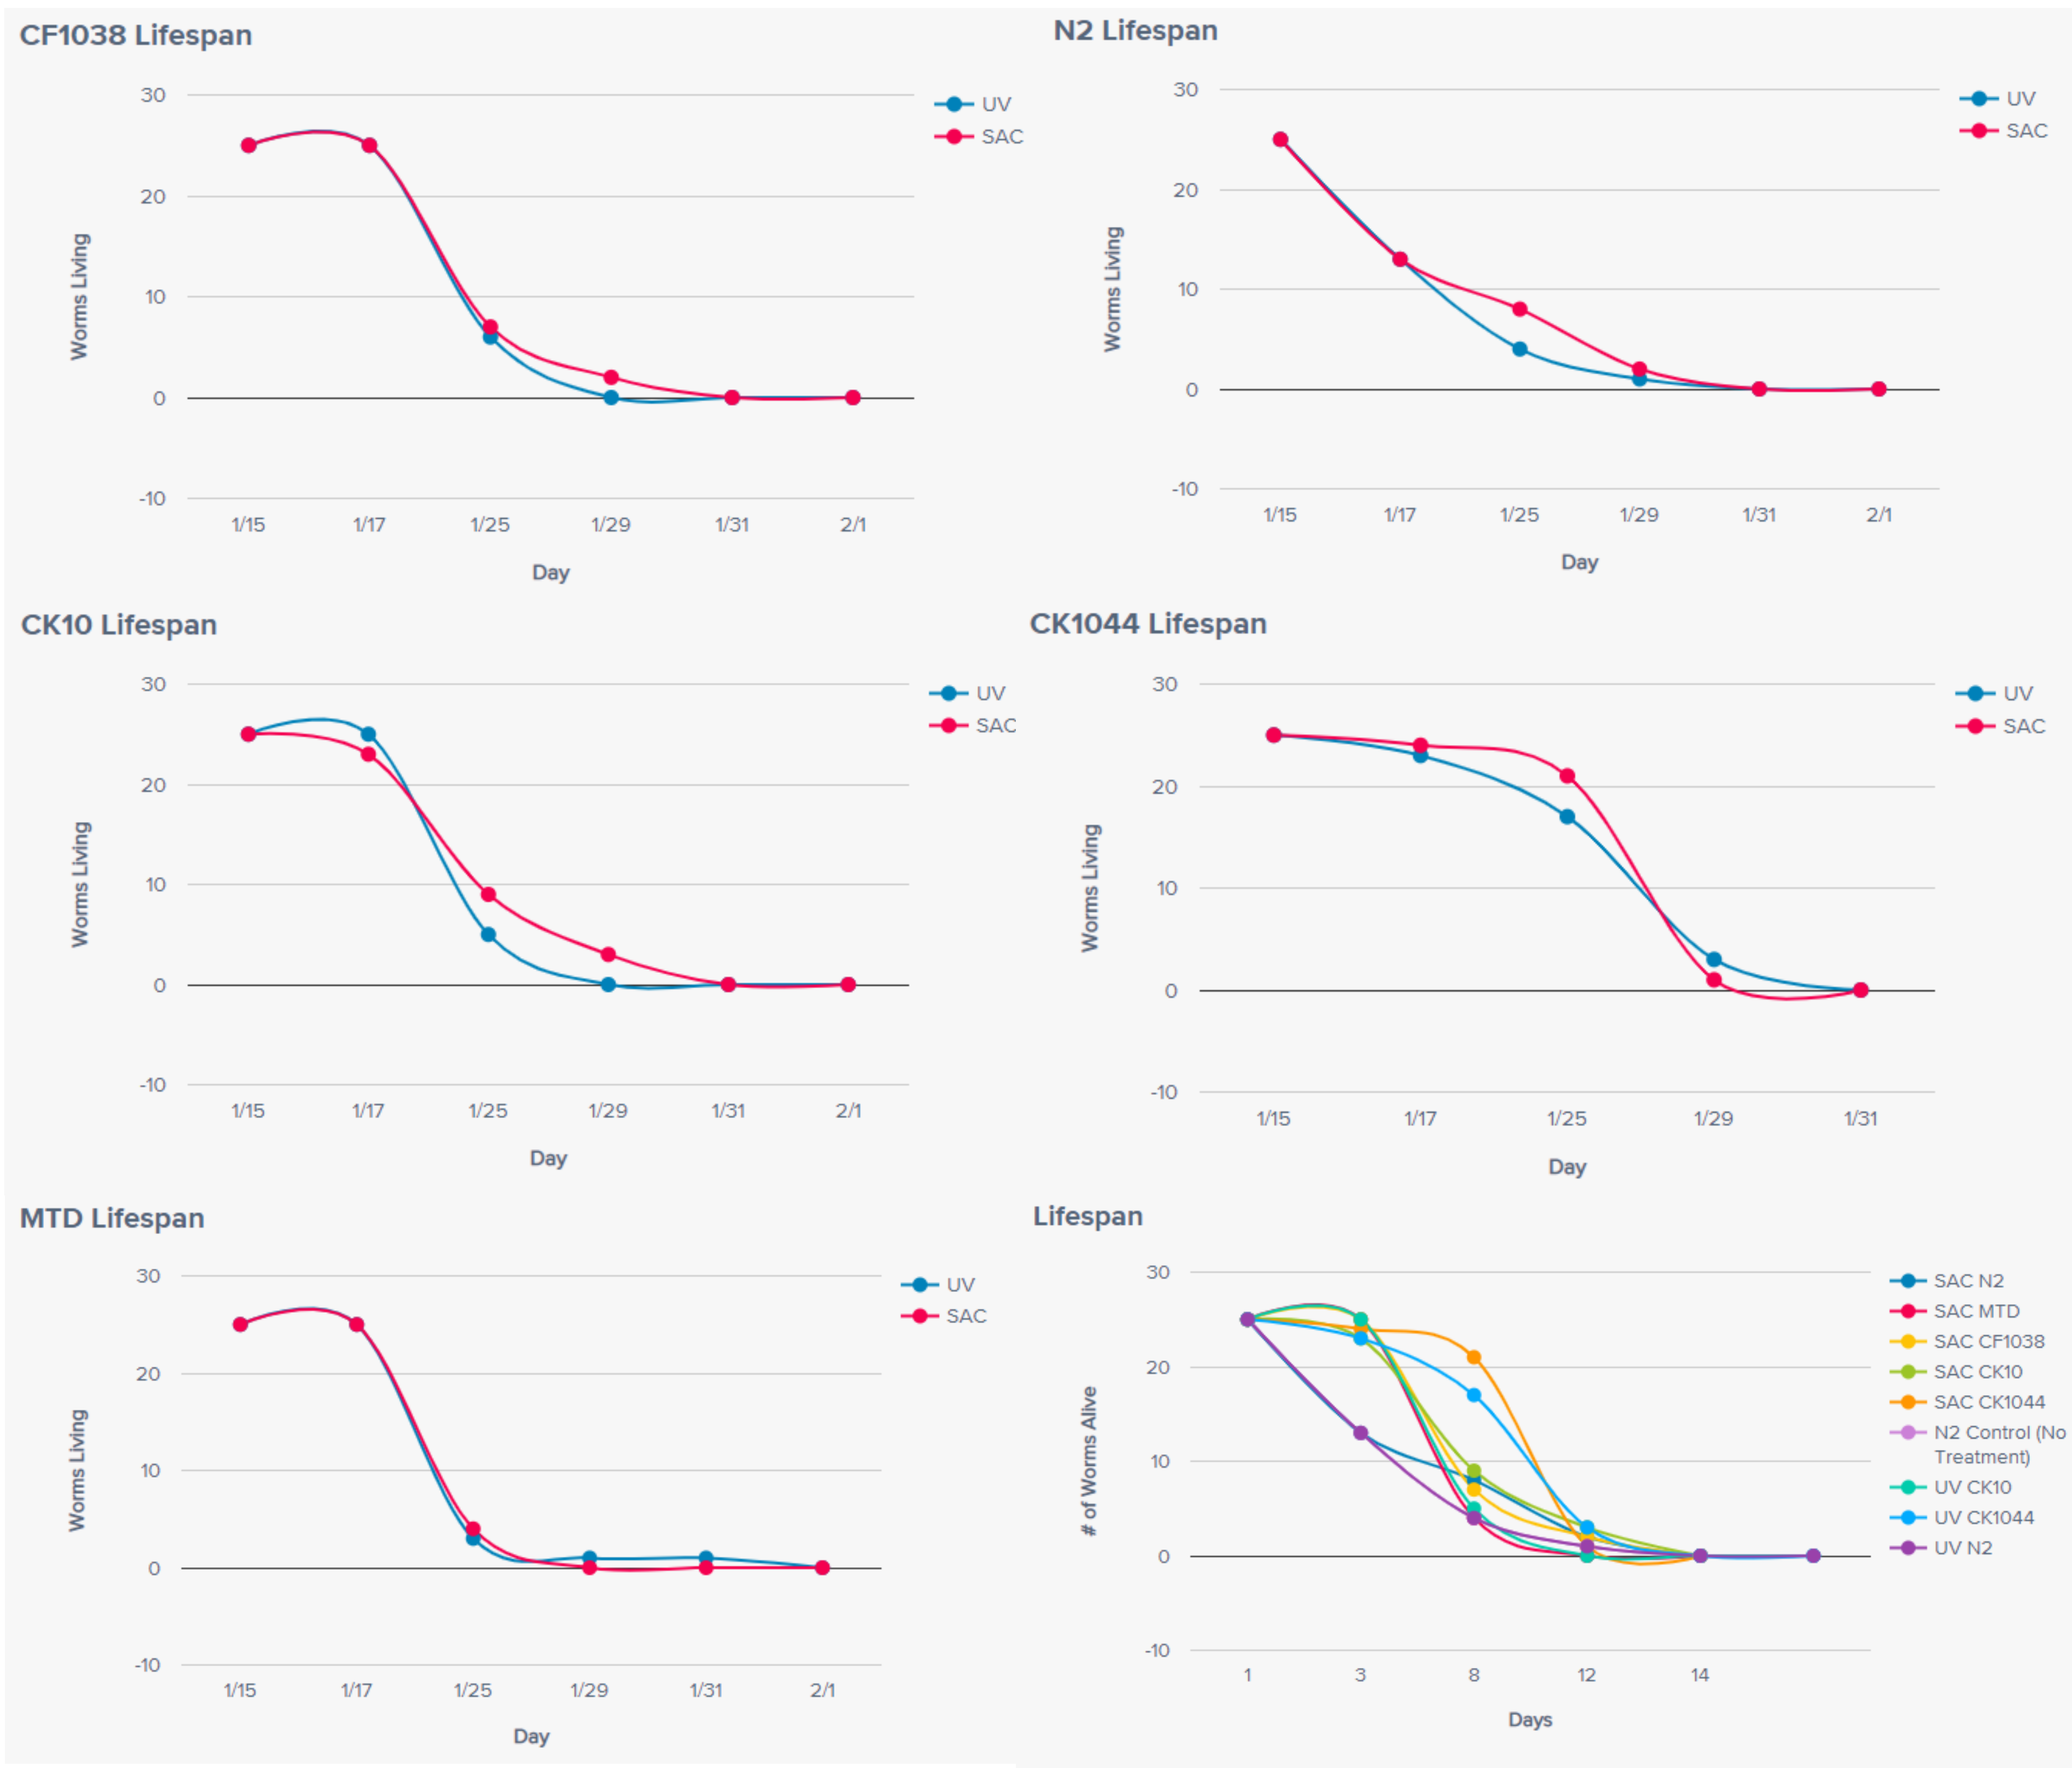 CF1038 Lifespan
30
20
10
0
-10
Worms Living
1/15 1/17 1/25 1/29 1/31 2/1
Day
UV
SAC
N2 Lifespan
30
20
10
0
-10
Worms Living
1/15 1/17 1/25 1/29 1/31 2/1
Day
UV
SAC
CK10 Lifespan
30
20
10
0
-10
Worms Living
1/15 1/17 1/25 1/29 1/31 2/1
Day
UV
SAC
CK1044 Lifespan
30
20
10
0
-10
Worms Living
1/15 1/17 1/25 1/29 1/31
Day
UV
SAC
MTD Lifespan
30
20
10
0
-10
Worms Living
1/15 1/17 1/25 1/29 1/31 2/1
Day
UV
SAC
Lifespan
30
20
10
0
-10
# of Worms Alive
1 3 8 12 14
Days
SAC N2
SAC MTD
SAC CF1038
SAC CK10
SAC CK1044
N2 Control (No
Treatment)
UV CK10
UV CK1044
UV N2